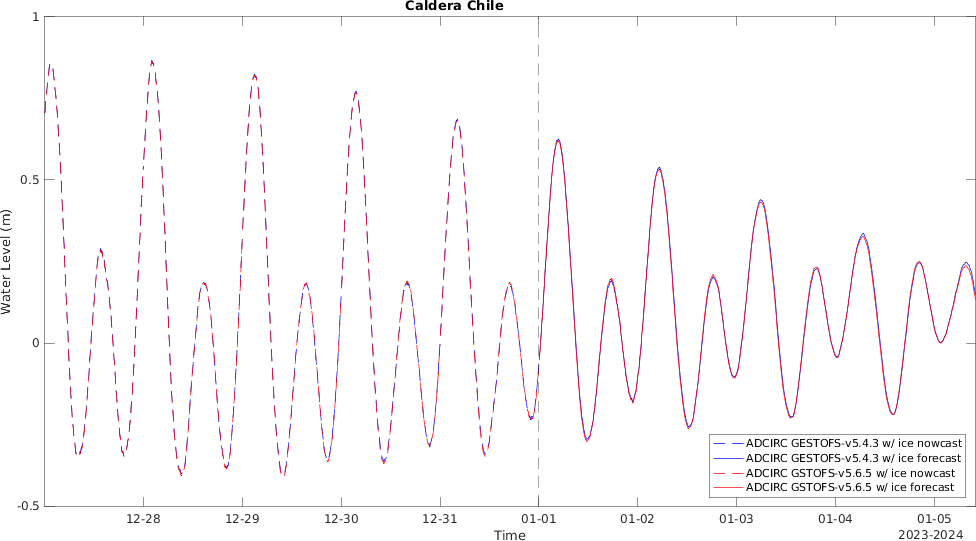 Caldera Chile
1
0.5
0
-0.5
Water Level (m)
12-28
12-29
12-30
12-31
01-01
01-02
01-03
01-04
01-05
2023-2024
Time
ADCIRC GESTOFS-v5.4.3 w/ ice nowcast
ADCIRC GESTOFS-v5.4.3 w/ ice forecast
ADCIRC GSTOFS-v5.6.5 w/ ice nowcast
ADCIRC GSTOFS-v5.6.5 w/ ice forecast